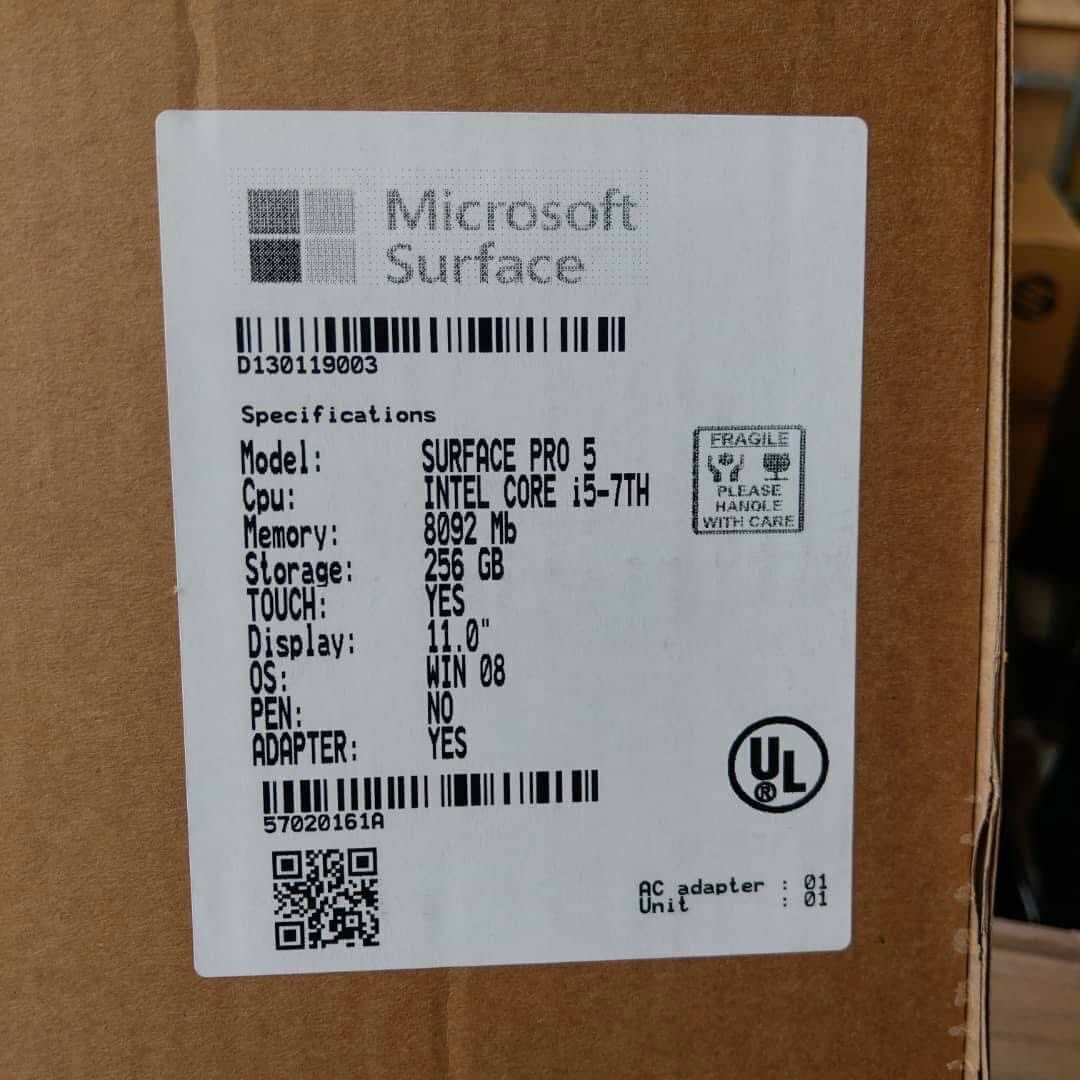 Microsoft
Surface
D130119003
Specifications
Model: SURFACE PRO 5
Cpu: INTEL CORE i5-7TH
Memory: 8092 Mb
Storage: 256 GB
TOUCH: YES
Display: 11.0"
OS: WIN 08
PEN: NO
ADAPTER: YES
FRAGILE
PLEASE
HANDLE
WITH CARE
57020161A
UL
®
AC adapter : 01
Unit : 01